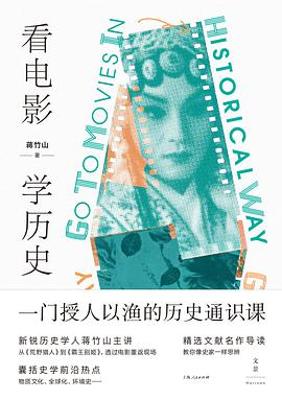 看电影
学历史
蒋竹山
著
GO TO MOVIES IN
HISTORICAL WAY
一门授人以渔的历史通识课
新锐历史学人蒋竹山主讲
从《荒野猎人》到《霸王别姬》，透过电影重返现场
囊括史学前沿热点
物质文化、全球化、环境史——
精选文献名作导读
教你像史家一样思辨
文景
Horizon
上海人民出版社